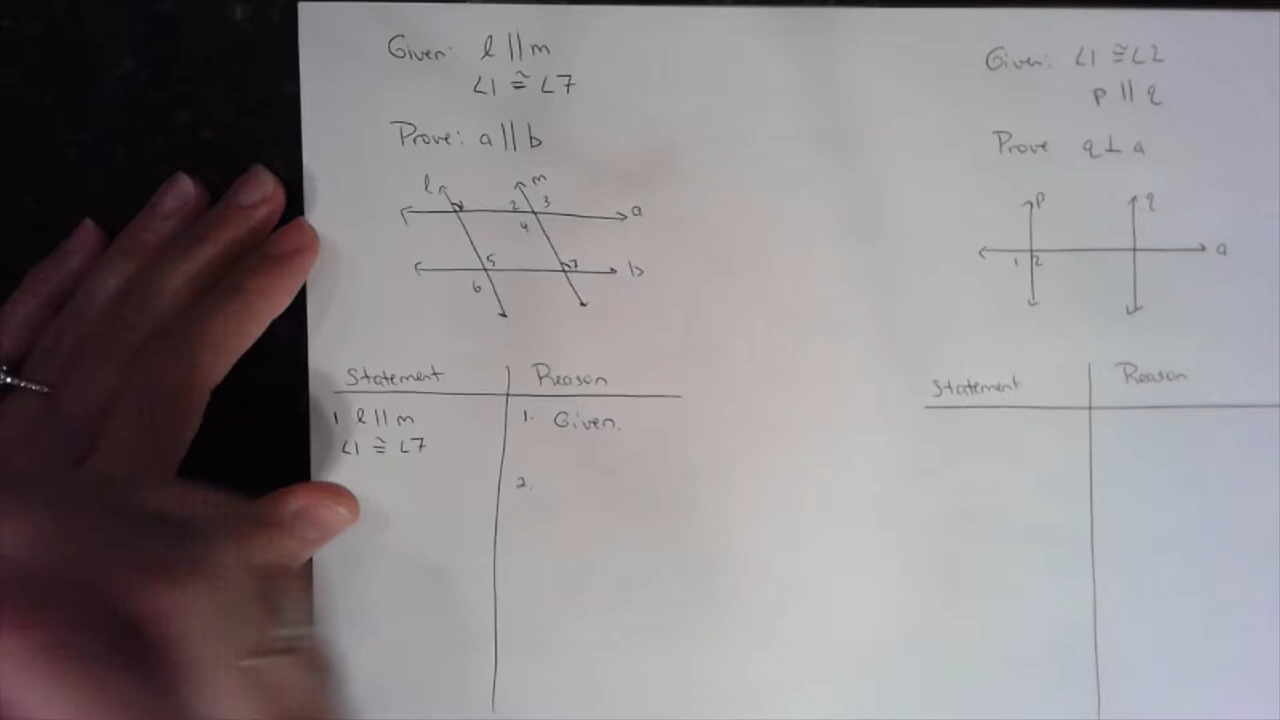 Given: l || m
∠1 ≅ ∠7
Prove: a || b
l m
2 3 a
4
5 7 b
6
Statement Reason
1 l || m 1. Given.
∠1 ≅ ∠7
2.
Given: ∠1 ≅ ∠2
p || q
Prove q ⊥ a
p q
a
1 2
Statement Reason